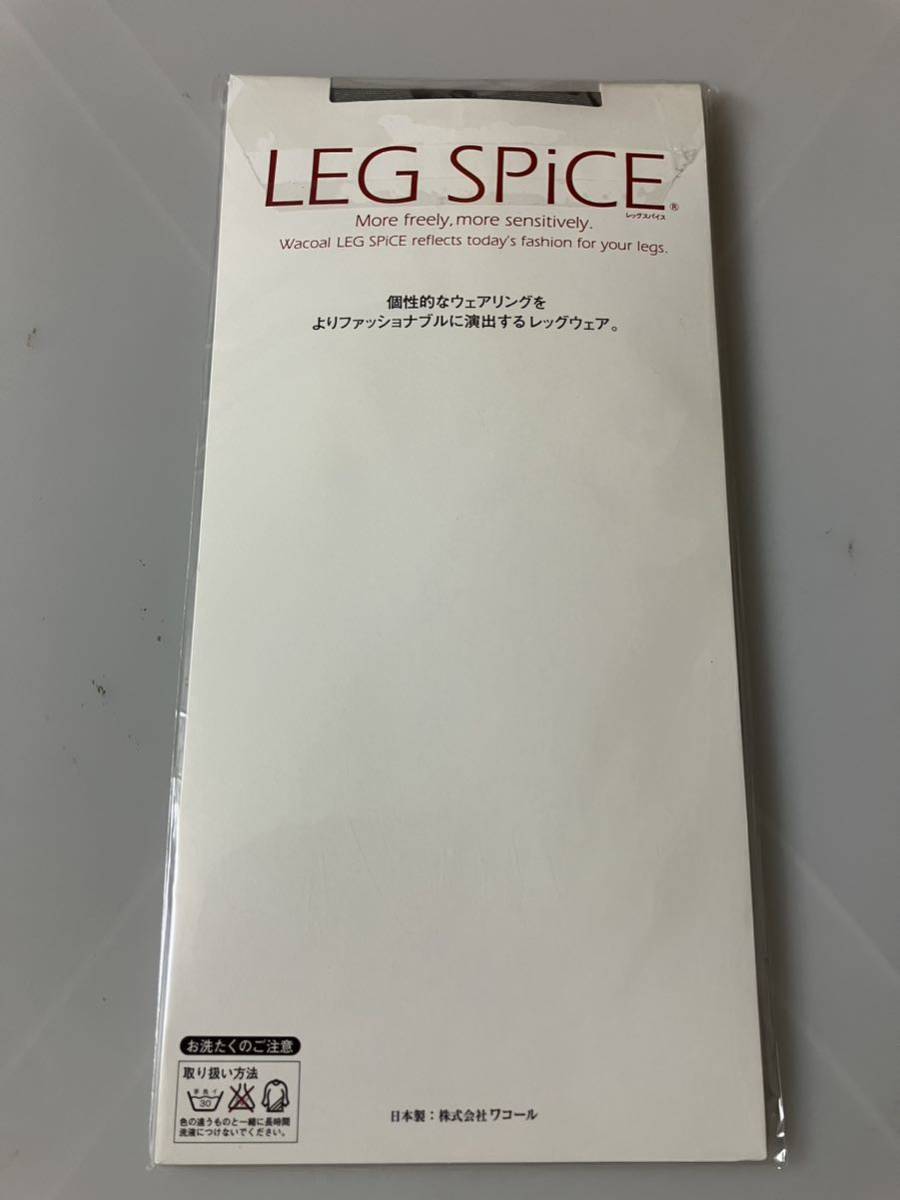 LEG SPiCE®
レッグスパイス
More freely, more sensitively.
Wacoal LEG SPiCE reflects today's fashion for your legs.
個性的なウェアリングを
よりファッショナブルに演出するレッグウェア。
お洗たくのご注意
取り扱い方法
手洗イ
30
色の違うものと一緒に長時間
洗液につけないでください。
日本製：株式会社ワコール